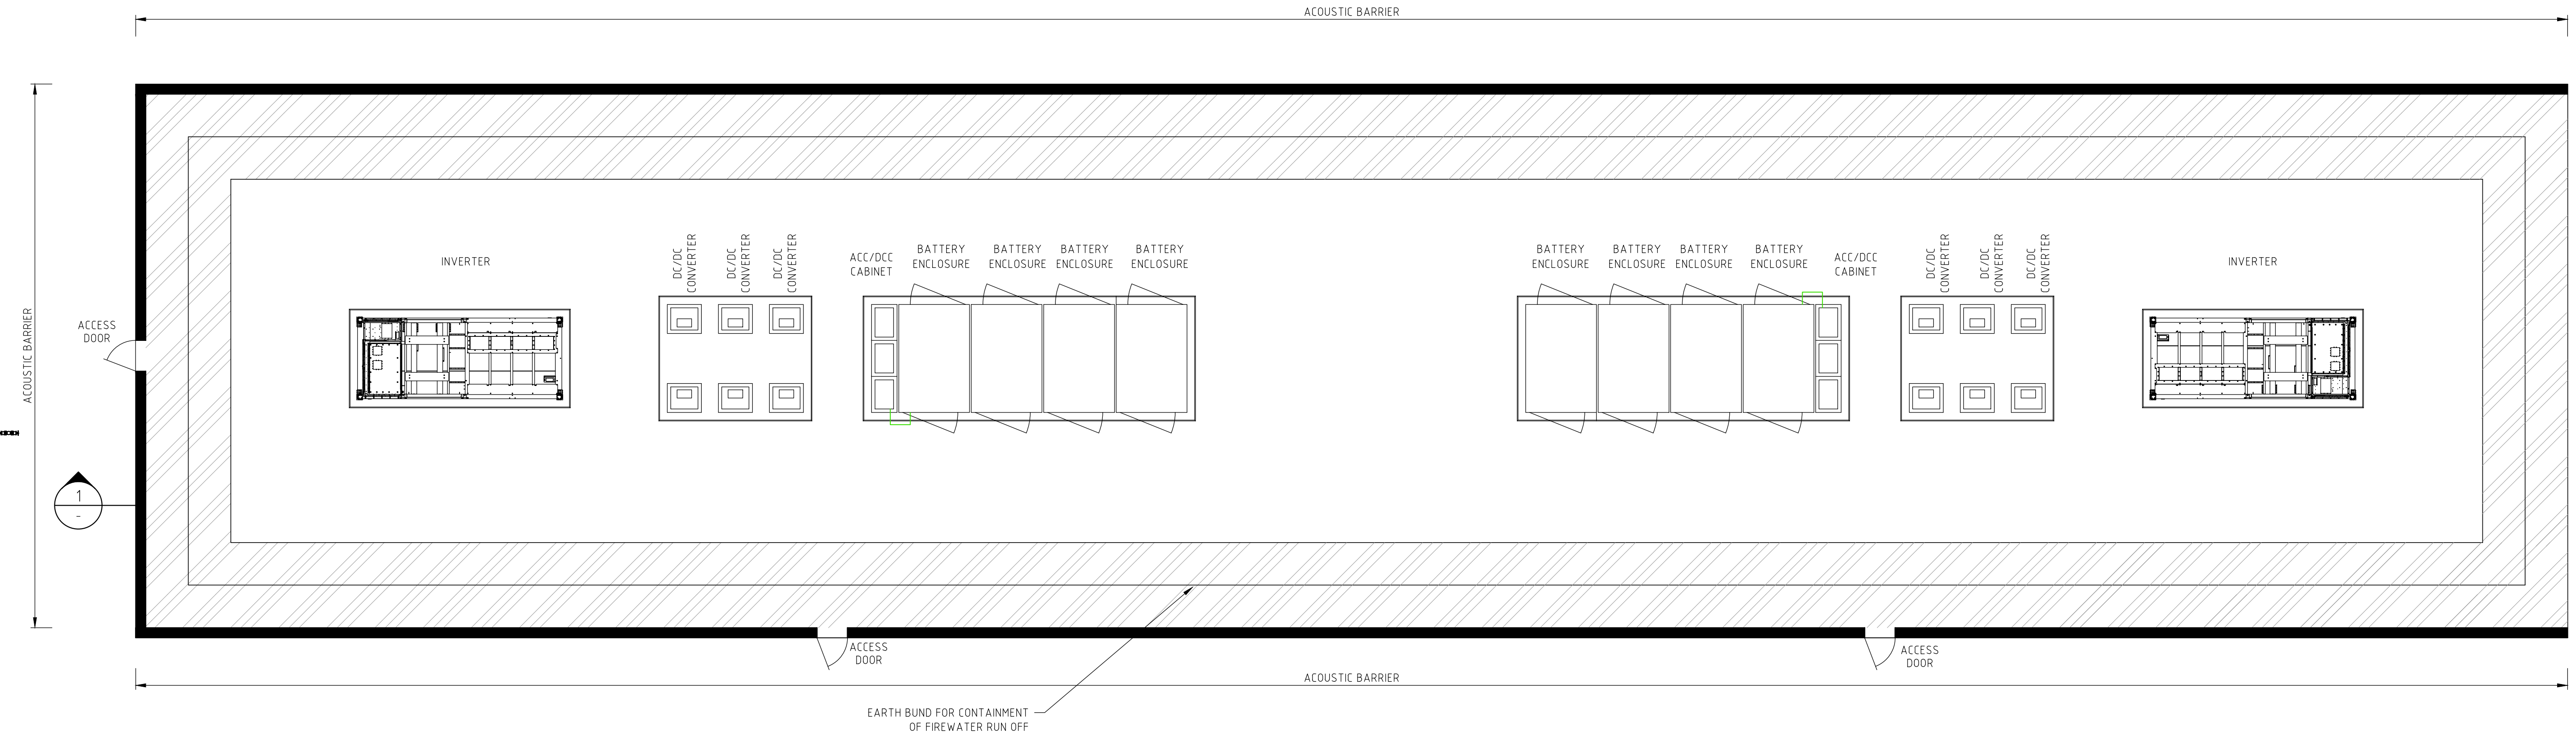 ACOUSTIC BARRIER
ACOUSTIC BARRIER
ACCESS
DOOR
INVERTER
DC/DC
CONVERTER
DC/DC
CONVERTER
DC/DC
CONVERTER
ACC/DCC
CABINET
BATTERY
ENCLOSURE
BATTERY
ENCLOSURE
BATTERY
ENCLOSURE
BATTERY
ENCLOSURE
BATTERY
ENCLOSURE
BATTERY
ENCLOSURE
BATTERY
ENCLOSURE
BATTERY
ENCLOSURE
ACC/DCC
CABINET
DC/DC
CONVERTER
DC/DC
CONVERTER
DC/DC
CONVERTER
INVERTER
1
-
ACCESS
DOOR
ACCESS
DOOR
ACOUSTIC BARRIER
EARTH BUND FOR CONTAINMENT
OF FIREWATER RUN OFF